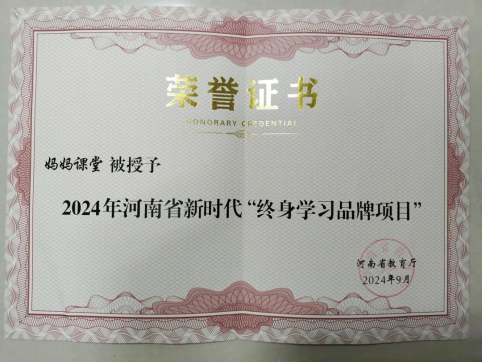 荣誉证书
HONORARY CREDENTIAL
妈妈课堂 被授予
2024年河南省新时代“终身学习品牌项目”
河南省教育厅
2024年9月